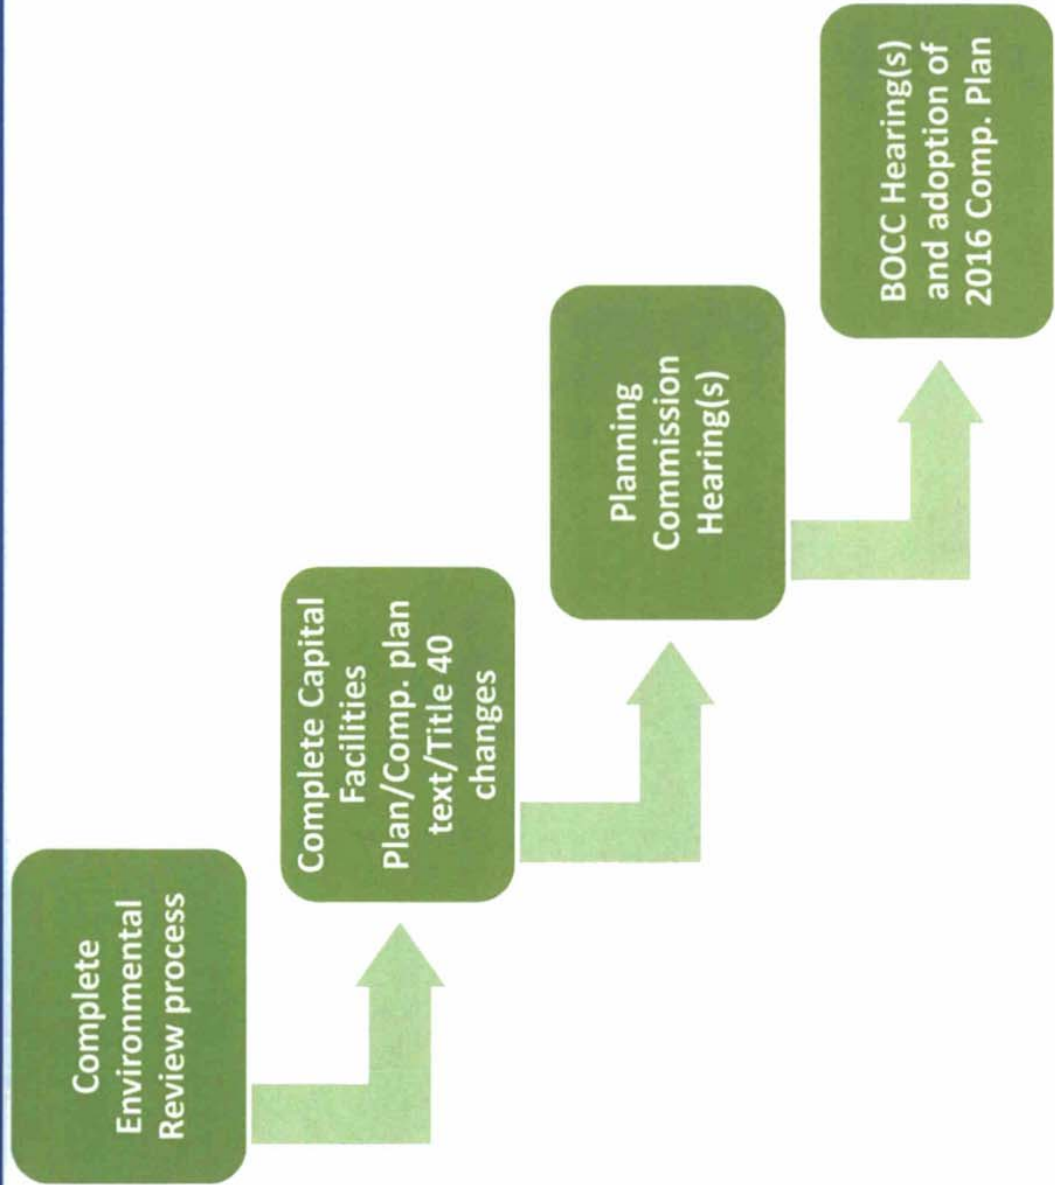 Complete
Environmental
Review process
Complete Capital
Facilities
Plan/Comp. plan
text/Title 40
changes
Planning
Commission
Hearing(s)
BOCC Hearing(s)
and adoption of
2016 Comp. Plan